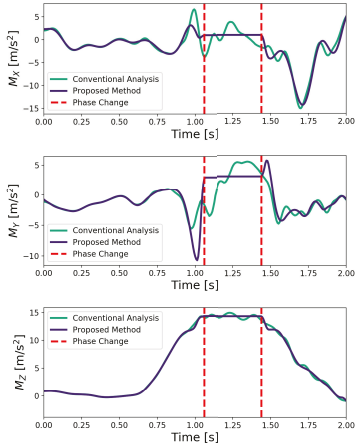 M_X [m/s²]
5
0
−5
−10
−15
Conventional Analysis
Proposed Method
Phase Change
0.00 0.25 0.50 0.75 1.00 1.25 1.50 1.75 2.00
Time [s]
M_Y [m/s²]
5
0
−5
−10
Conventional Analysis
Proposed Method
Phase Change
0.00 0.25 0.50 0.75 1.00 1.25 1.50 1.75 2.00
Time [s]
M_Z [m/s²]
15
10
5
0
Conventional Analysis
Proposed Method
Phase Change
0.00 0.25 0.50 0.75 1.00 1.25 1.50 1.75 2.00
Time [s]